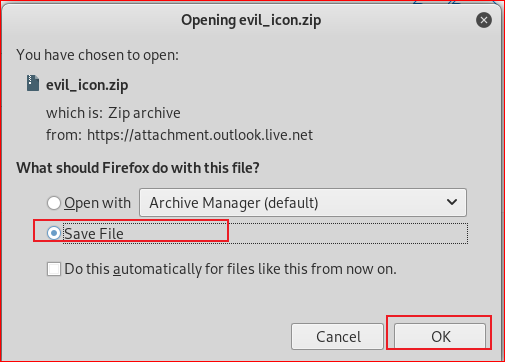 Opening evil_icon.zip
You have chosen to open:
evil_icon.zip
which is: Zip archive
from: https://attachment.outlook.live.net
What should Firefox do with this file?
Open with Archive Manager (default)
Save File
Do this automatically for files like this from now on.
Cancel OK